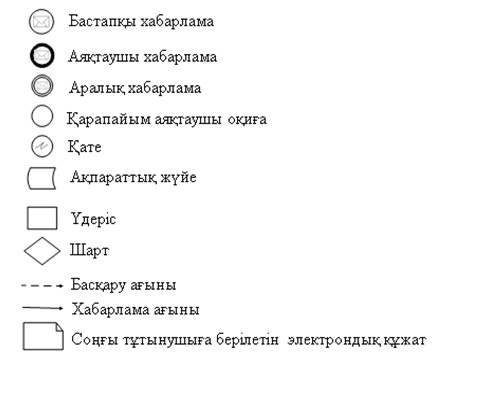 Бастапқы хабарлама
Аяқтаушы хабарлама
Аралық хабарлама
Қарапайым аяқтаушы оқиға
Қате
Ақпараттық жүйе
Үдеріс
Шарт
Басқару ағыны
Хабарлама ағыны
Соңғы тұтынушыға берілетін электрондық құжат